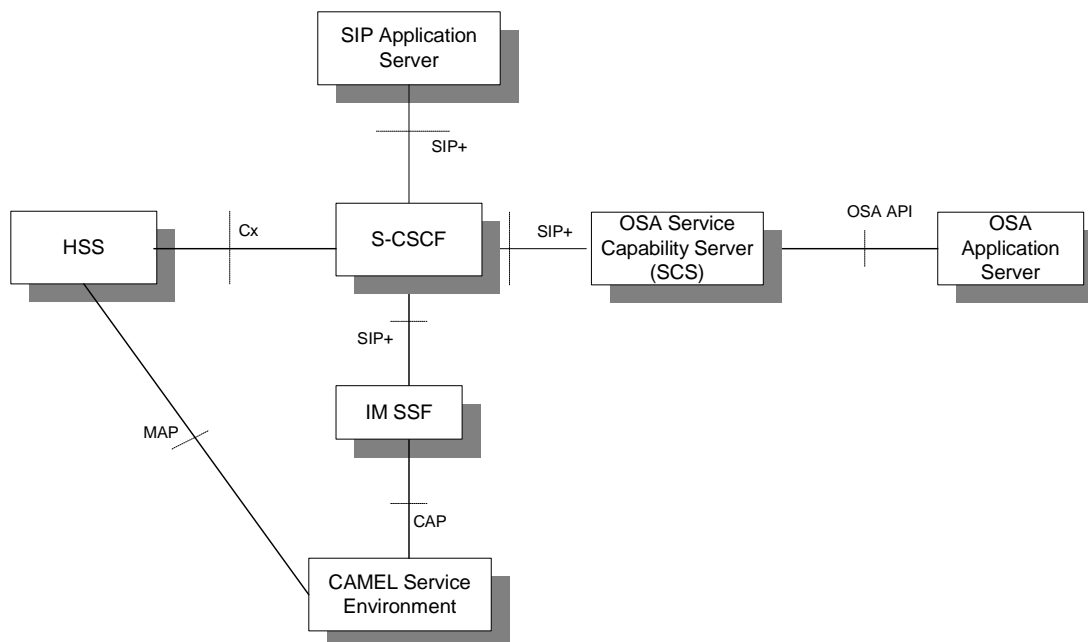 SIP Application
Server
SIP+
HSS
Cx
S-CSCF
SIP+
OSA Service
Capability Server
(SCS)
OSA API
OSA
Application
Server
SIP+
IM SSF
MAP
CAP
CAMEL Service
Environment